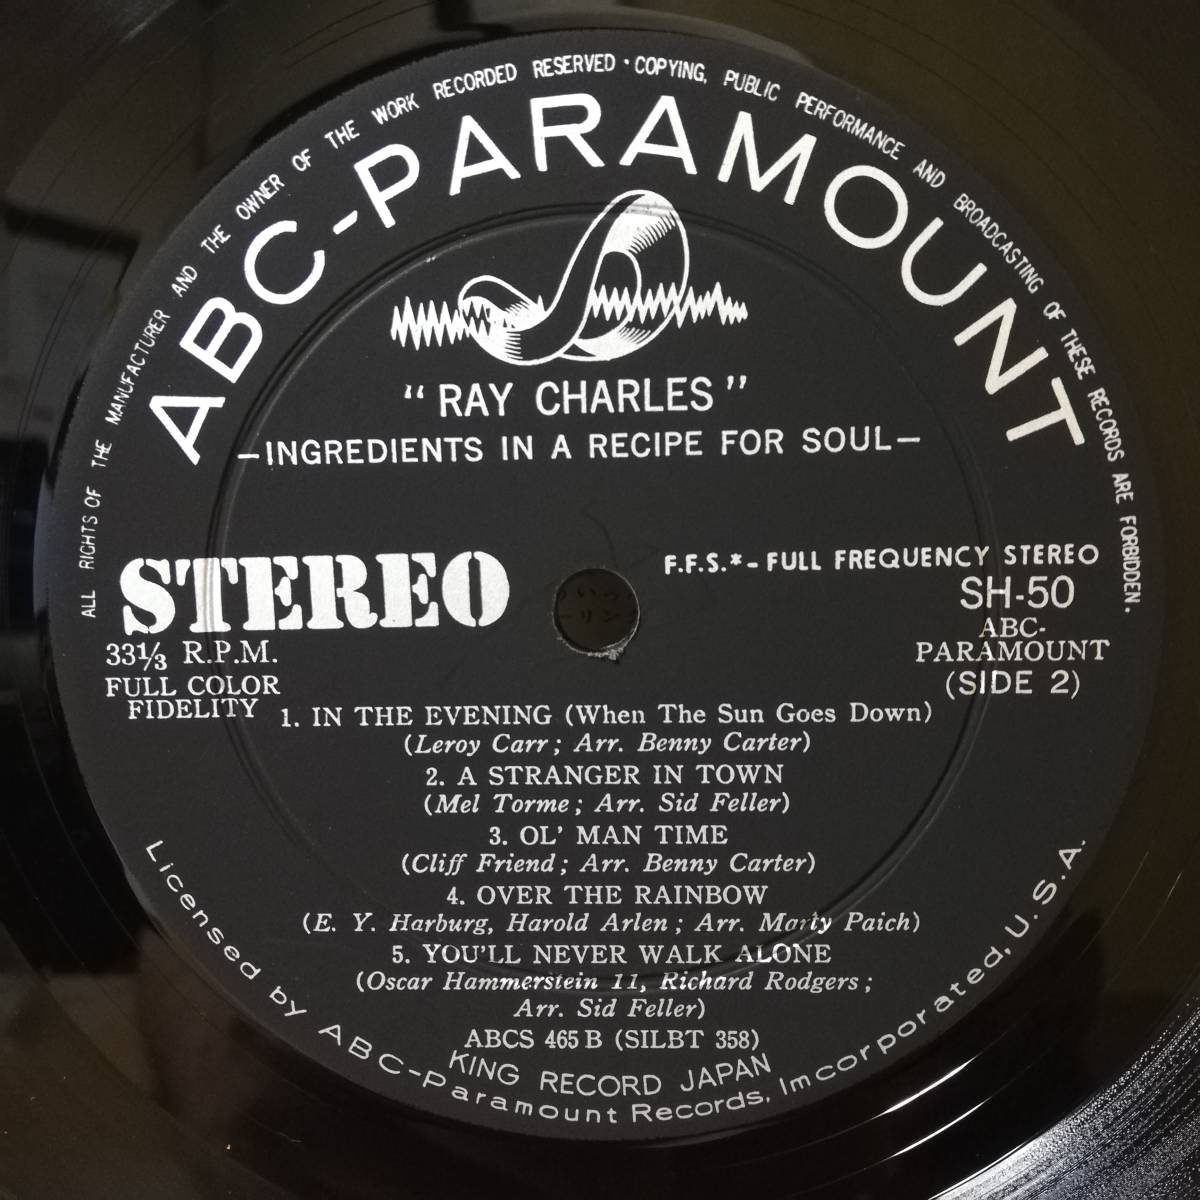 ALL RIGHTS OF THE MANUFACTURER AND THE OWNER OF THE WORK RECORDED RESERVED · COPYING, PUBLIC PERFORMANCE AND BROADCASTING OF THESE RECORDS ARE FORBIDDEN.
ABC-PARAMOUNT
"RAY CHARLES"
—INGREDIENTS IN A RECIPE FOR SOUL—
STEREO
33⅓ R.P.M.
FULL COLOR
FIDELITY
F.F.S.*-FULL FREQUENCY STEREO
SH-50
ABC-
PARAMOUNT
(SIDE 2)
1. IN THE EVENING (When The Sun Goes Down)
(Leroy Carr; Arr. Benny Carter)
2. A STRANGER IN TOWN
(Mel Torme; Arr. Sid Feller)
3. OL' MAN TIME
(Cliff Friend; Arr. Benny Carter)
4. OVER THE RAINBOW
(E. Y. Harburg, Harold Arlen; Arr. Marty Paich)
5. YOU'LL NEVER WALK ALONE
(Oscar Hammerstein 11, Richard Rodgers;
Arr. Sid Feller)
ABCS 465 B (SILBT 358)
KING RECORD JAPAN
Licensed by ABC-Paramount Records, Imcorporated, U.S.A.